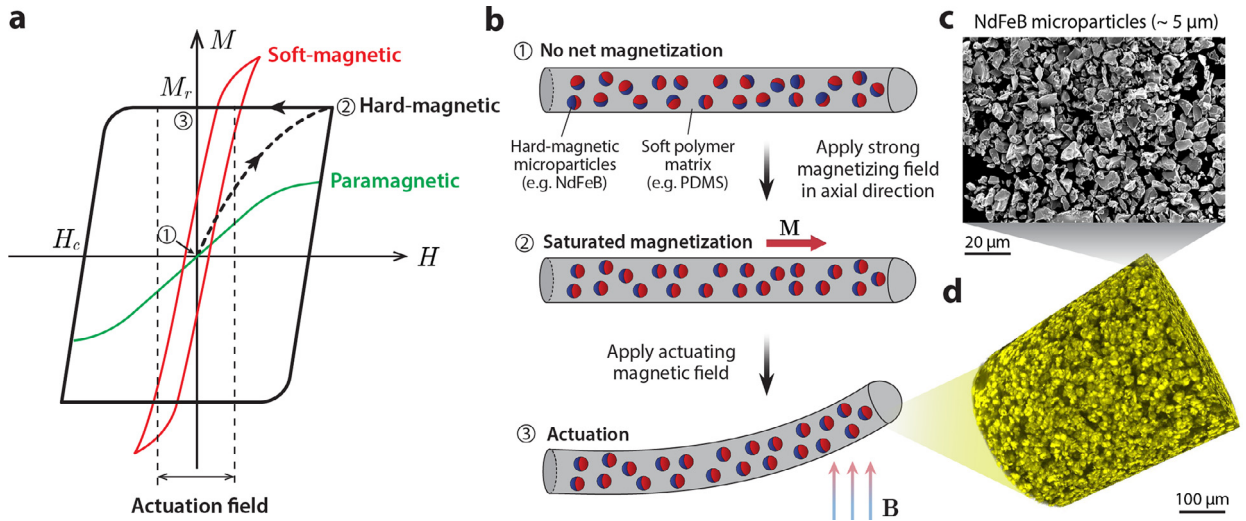 a
M
Soft-magnetic
M_r
② Hard-magnetic
③
Paramagnetic
H_c
①
H
Actuation field
b
① No net magnetization
Hard-magnetic
microparticles
(e.g. NdFeB)
Soft polymer
matrix
(e.g. PDMS)
Apply strong
magnetizing field
in axial direction
② Saturated magnetization
M
Apply actuating
magnetic field
③ Actuation
B
c
NdFeB microparticles (~ 5 µm)
20 µm
d
100 µm